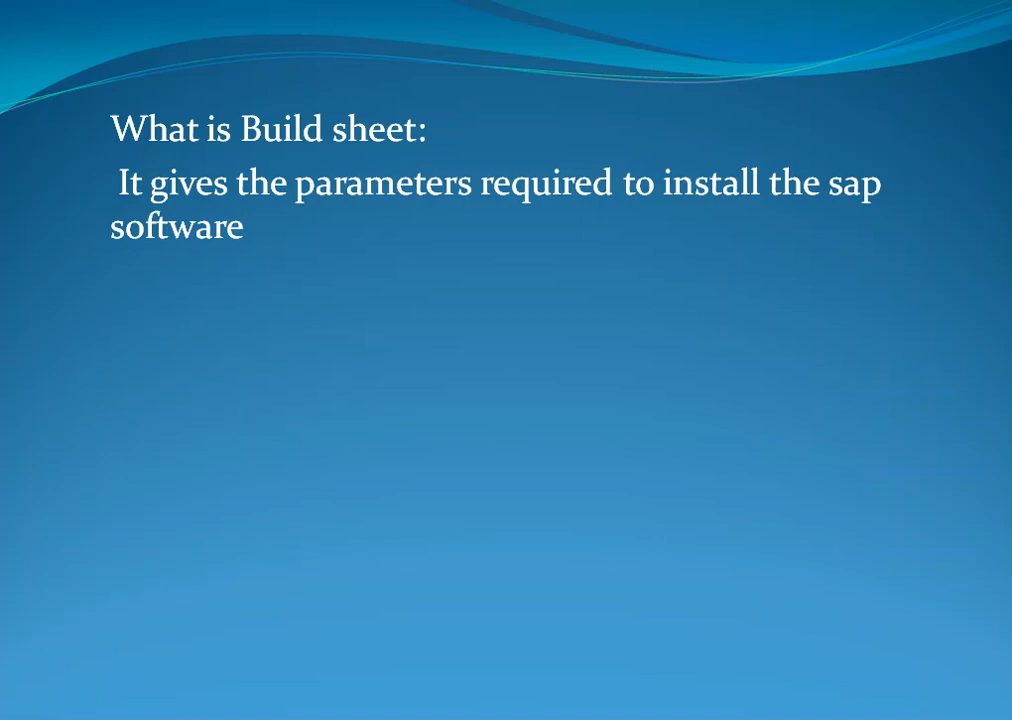 What is Build sheet:
It gives the parameters required to install the sap
software